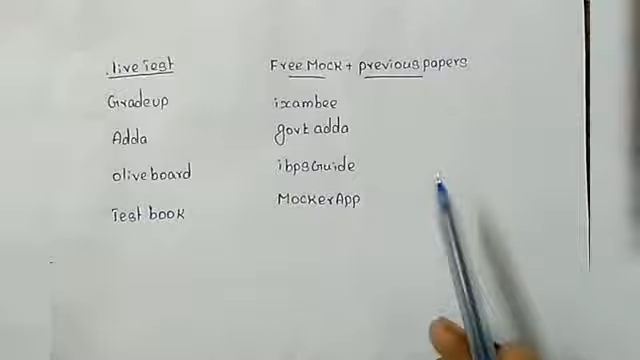 .live Test Free Mock + previous papers
Gradeup ixambee
Adda govt adda
oliveboard ibpsGuide
Test book MockerApp